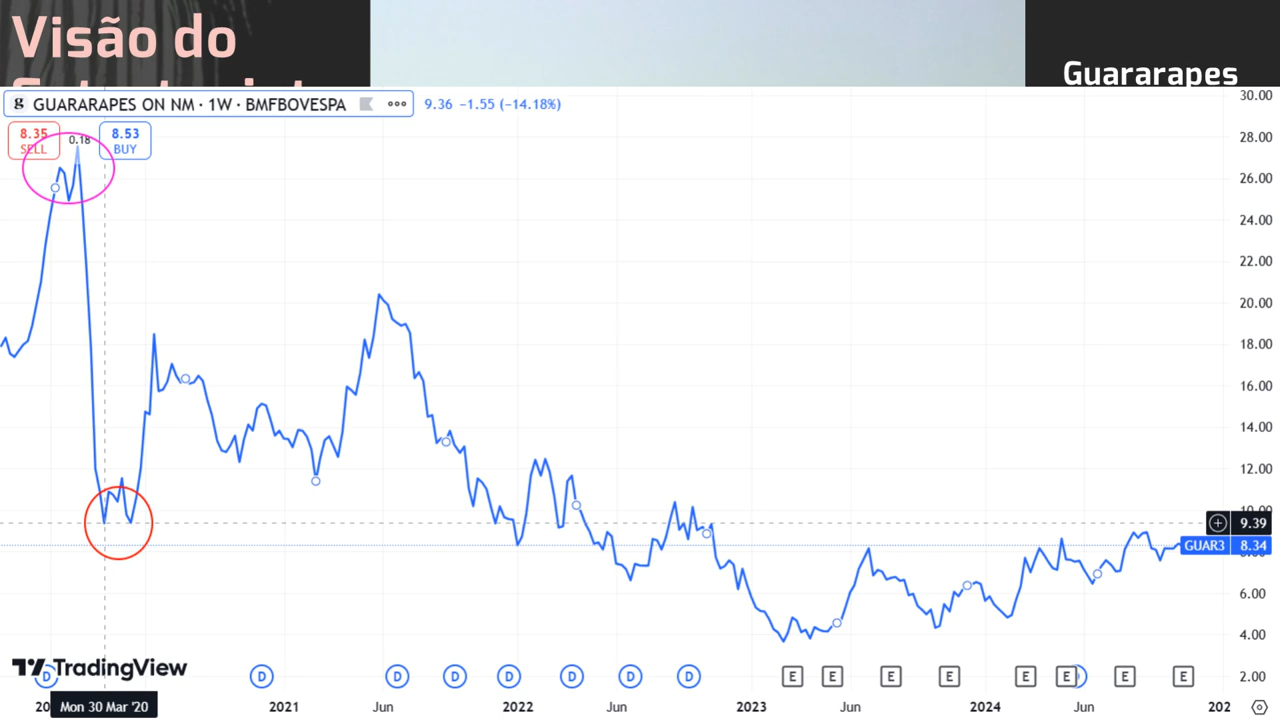 Visão do
Guararapes
g GUARARAPES ON NM · 1W · BMFBOVESPA
9.36 −1.55 (−14.18%)
8.35 SELL
0.18
8.53 BUY
30.00
28.00
26.00
24.00
22.00
20.00
18.00
16.00
14.00
12.00
9.39
GUAR3 8.34
6.00
4.00
2.00
TradingView
D D D D D D D D E E E E E E E E
20 Mon 30 Mar '20 2021 Jun 2022 Jun 2023 Jun 2024 Jun 202